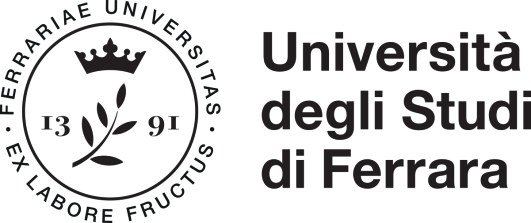 FERRARIAE UNIVERSITAS
13 91
· EX LABORE FRUCTUS ·
Università
degli Studi
di Ferrara